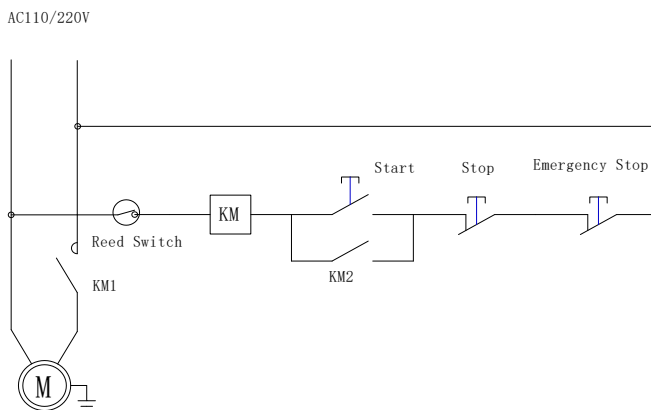 AC110/220V
Start
Stop
Emergency Stop
KM
Reed Switch
KM2
KM1
M